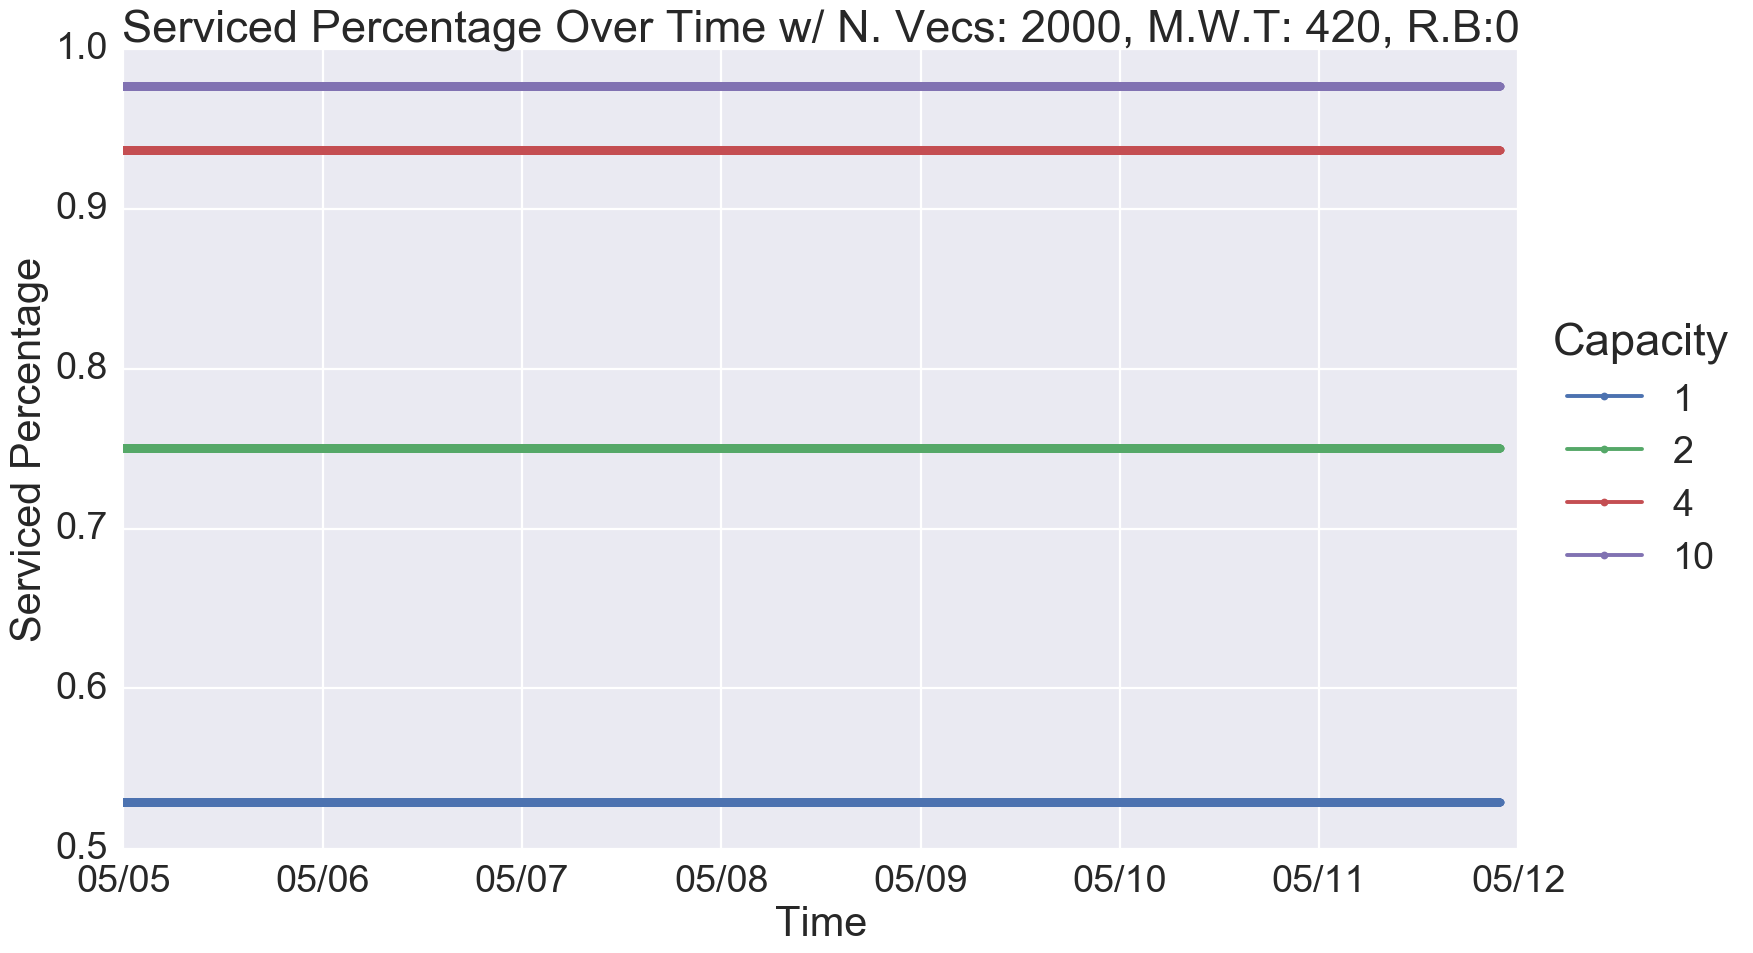 Serviced Percentage Over Time w/ N. Vecs: 2000, M.W.T: 420, R.B:0
1.0
0.9
0.8
0.7
0.6
0.5
Serviced Percentage
05/05 05/06 05/07 05/08 05/09 05/10 05/11 05/12
Time
Capacity
1
2
4
10